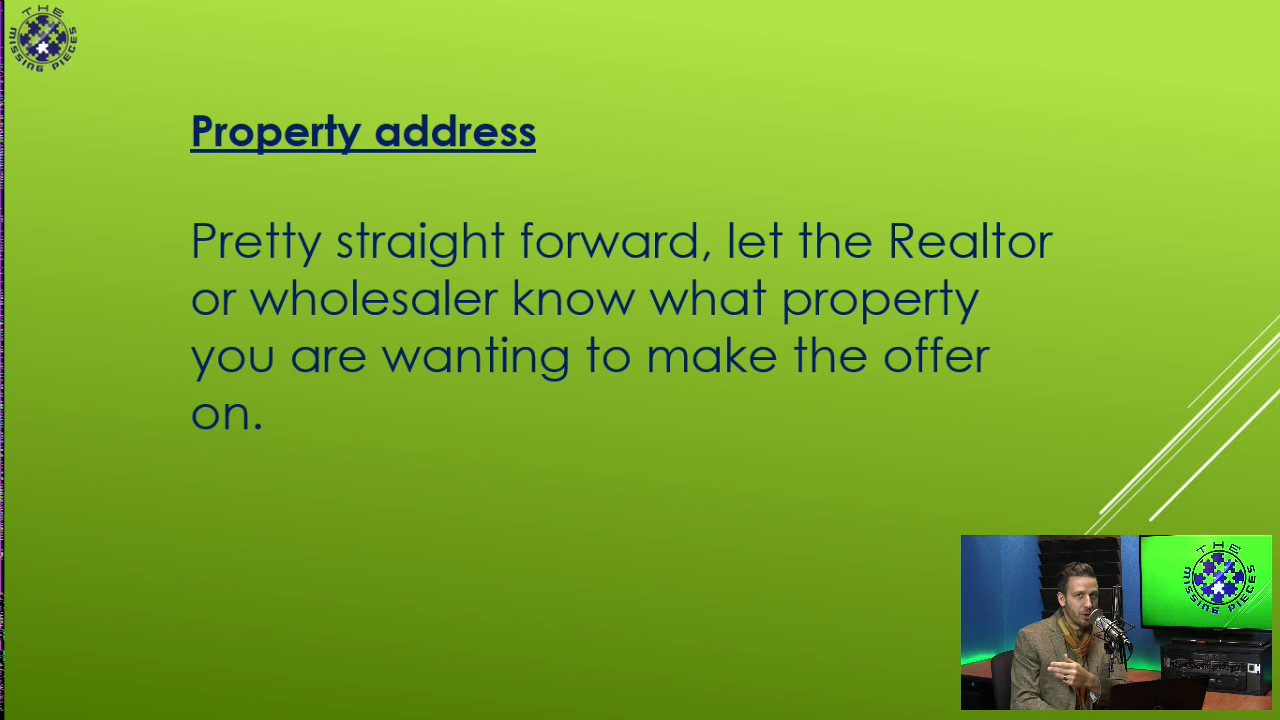 THE
MISSING PIECES
Property address
Pretty straight forward, let the Realtor
or wholesaler know what property
you are wanting to make the offer
on.
THE
MISSING PIECES